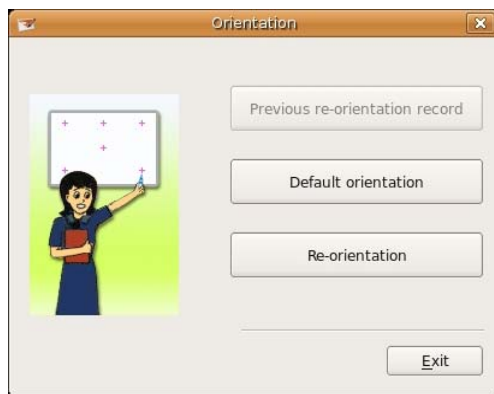 Orientation
Previous re-orientation record
Default orientation
Re-orientation
Exit